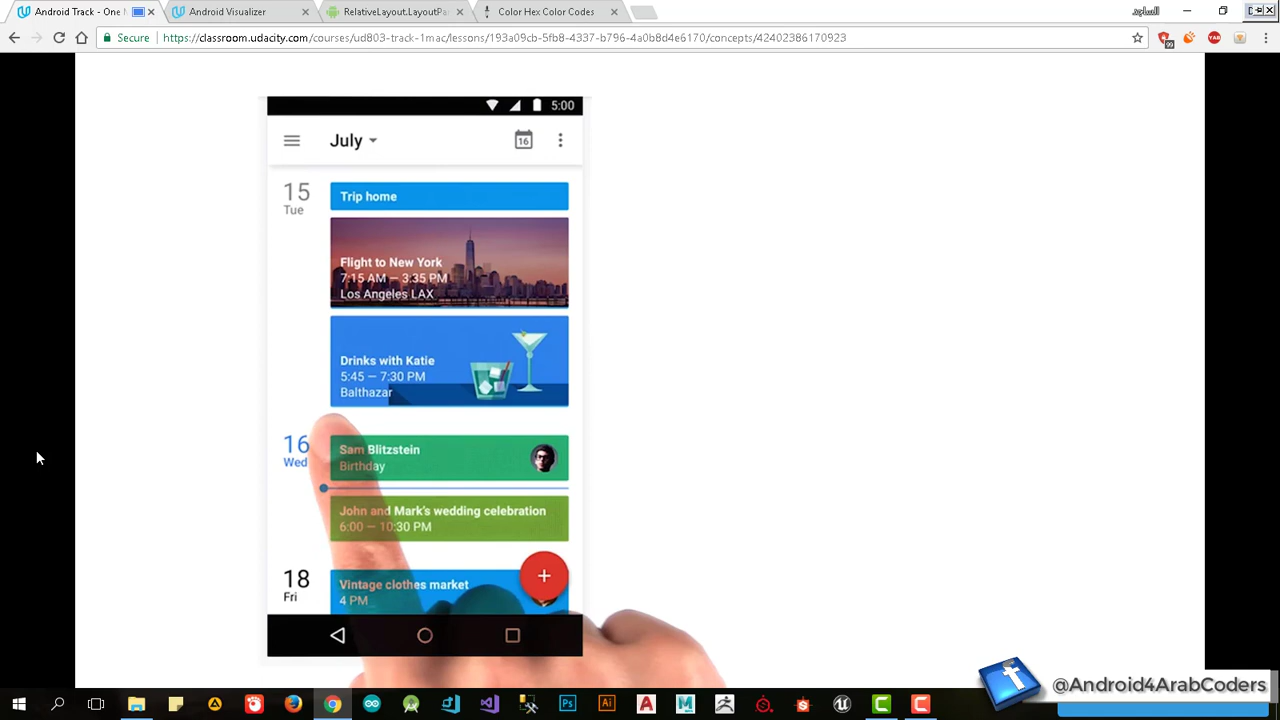 Android Track - One M
Android Visualizer
RelativeLayout.LayoutPar
Color Hex Color Codes
Secure
https://classroom.udacity.com/courses/ud803-track-1mac/lessons/193a09cb-5fb8-4337-b796-4a0b8d4e6170/concepts/42402386170923
99
YAB
5:00
July
16
15
Tue
Trip home
Flight to New York
7:15 AM — 3:35 PM
Los Angeles LAX
Drinks with Katie
5:45 — 7:30 PM
Balthazar
16
Wed
Sam Blitzstein
Birthday
John and Mark's wedding celebration
6:00 — 10:30 PM
18
Fri
Vintage clothes market
4 PM
+
@Android4ArabCoders